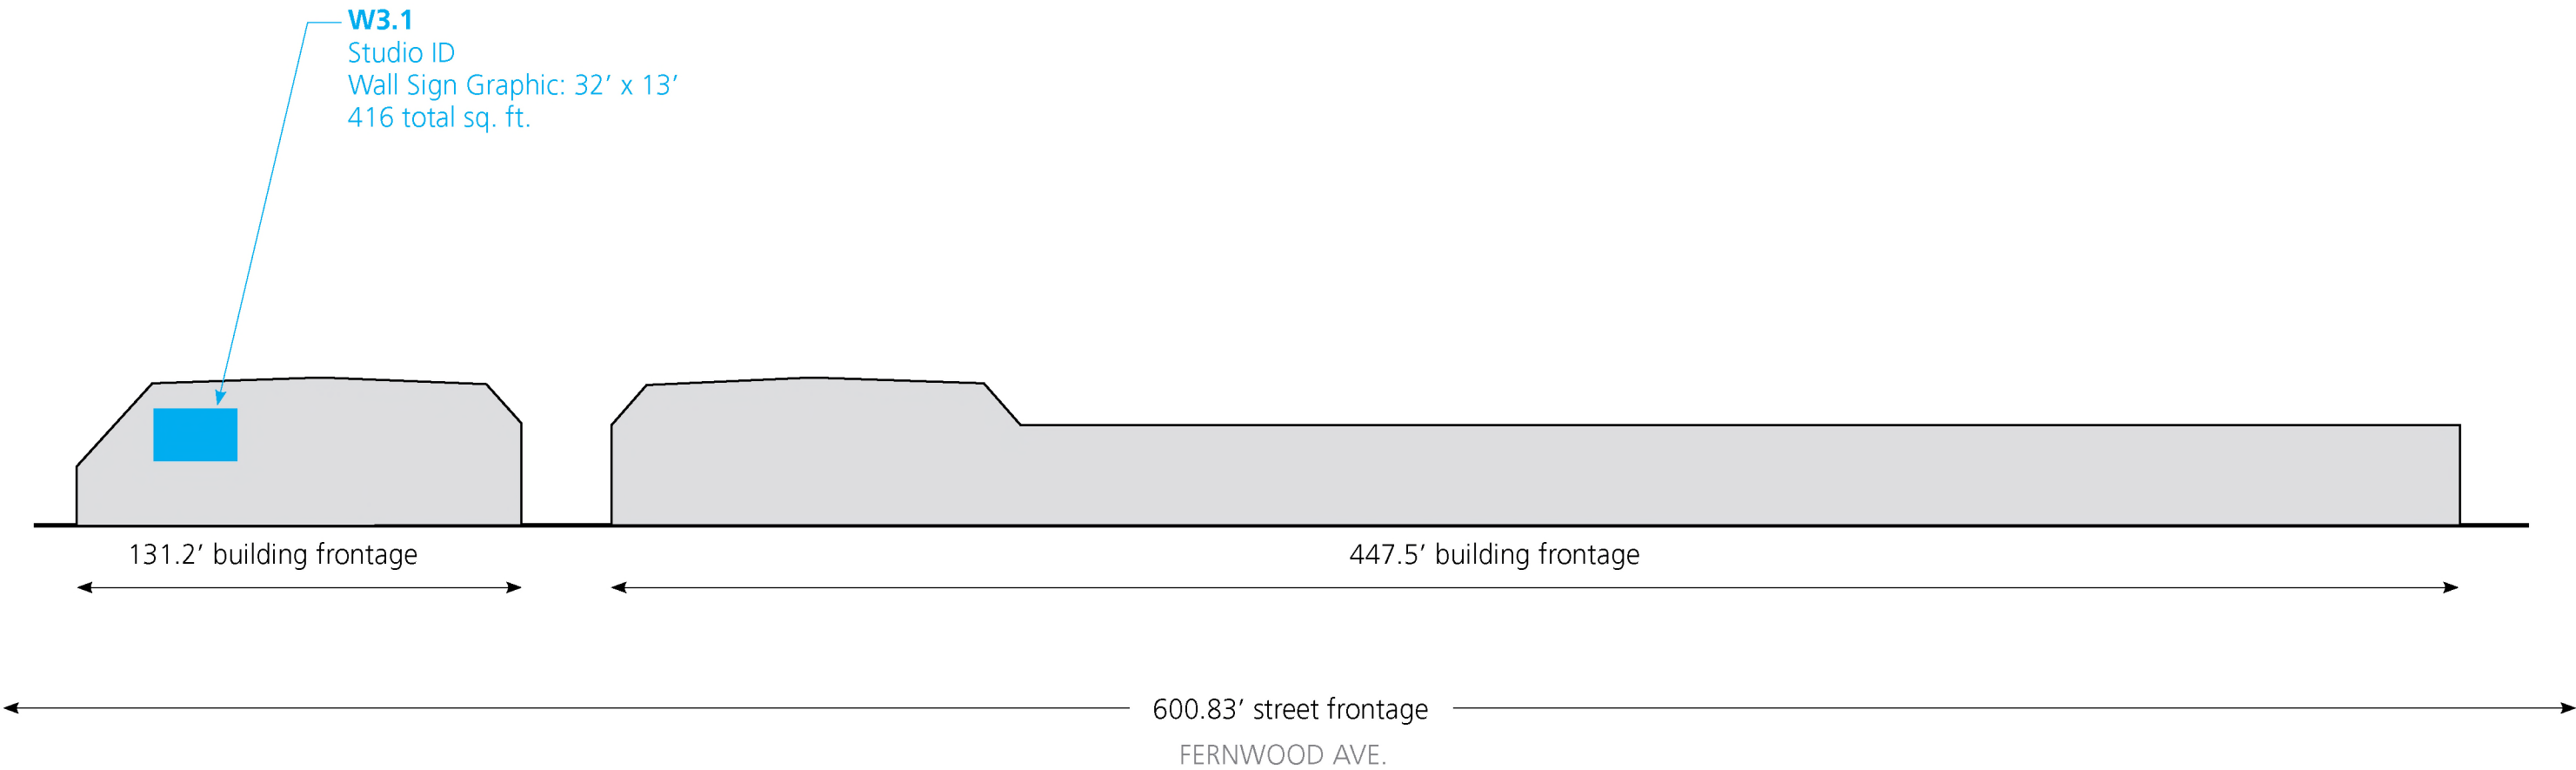 W3.1
Studio ID
Wall Sign Graphic: 32’ x 13’
416 total sq. ft.
131.2’ building frontage
447.5’ building frontage
600.83’ street frontage
FERNWOOD AVE.